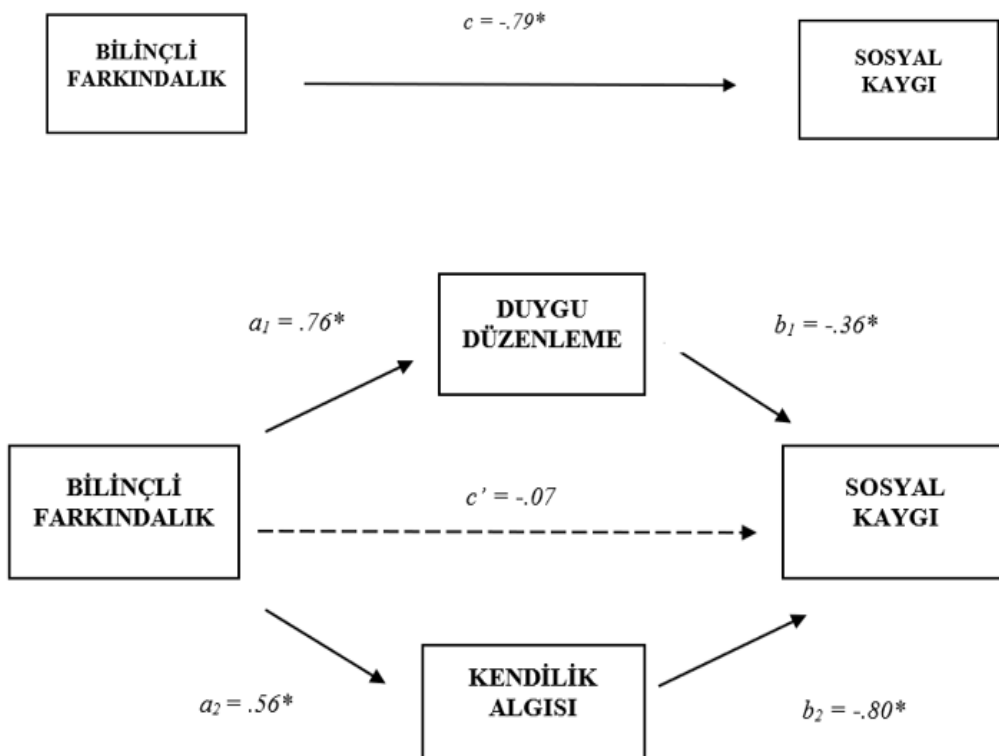 c = -.79*
BİLİNÇLİ
FARKINDALIK
SOSYAL
KAYGI
a1 = .76*
DUYGU
DÜZENLEME
b1 = -.36*
BİLİNÇLİ
FARKINDALIK
c’ = -.07
SOSYAL
KAYGI
a2 = .56*
KENDİLİK
ALGISI
b2 = -.80*